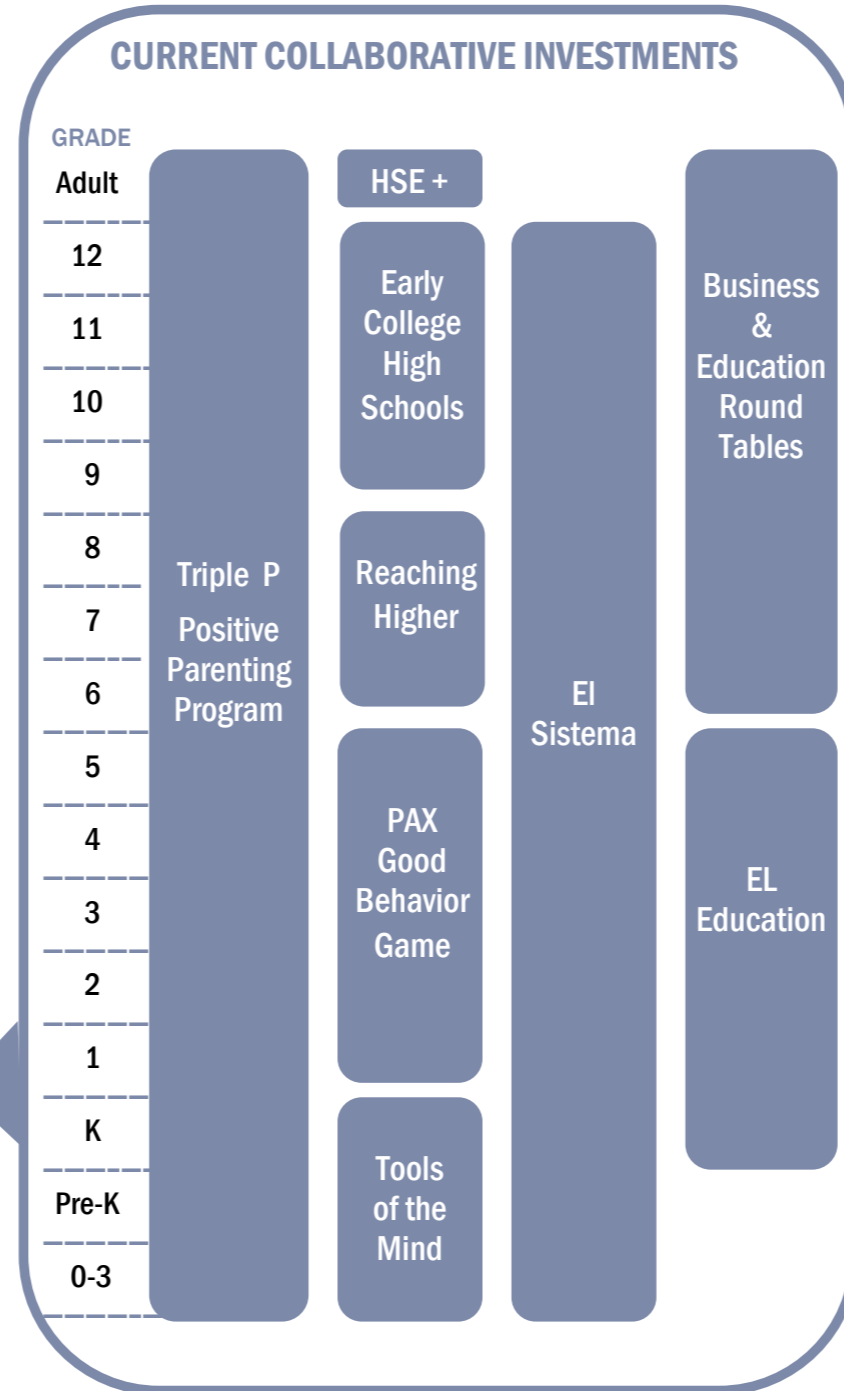 CURRENT COLLABORATIVE INVESTMENTS
GRADE
Adult
12
11
10
9
8
7
6
5
4
3
2
1
K
Pre-K
0-3
Triple P
Positive
Parenting
Program
HSE +
Early
College
High
Schools
Reaching
Higher
PAX
Good
Behavior
Game
Tools
of the
Mind
El
Sistema
Business
&
Education
Round
Tables
EL
Education